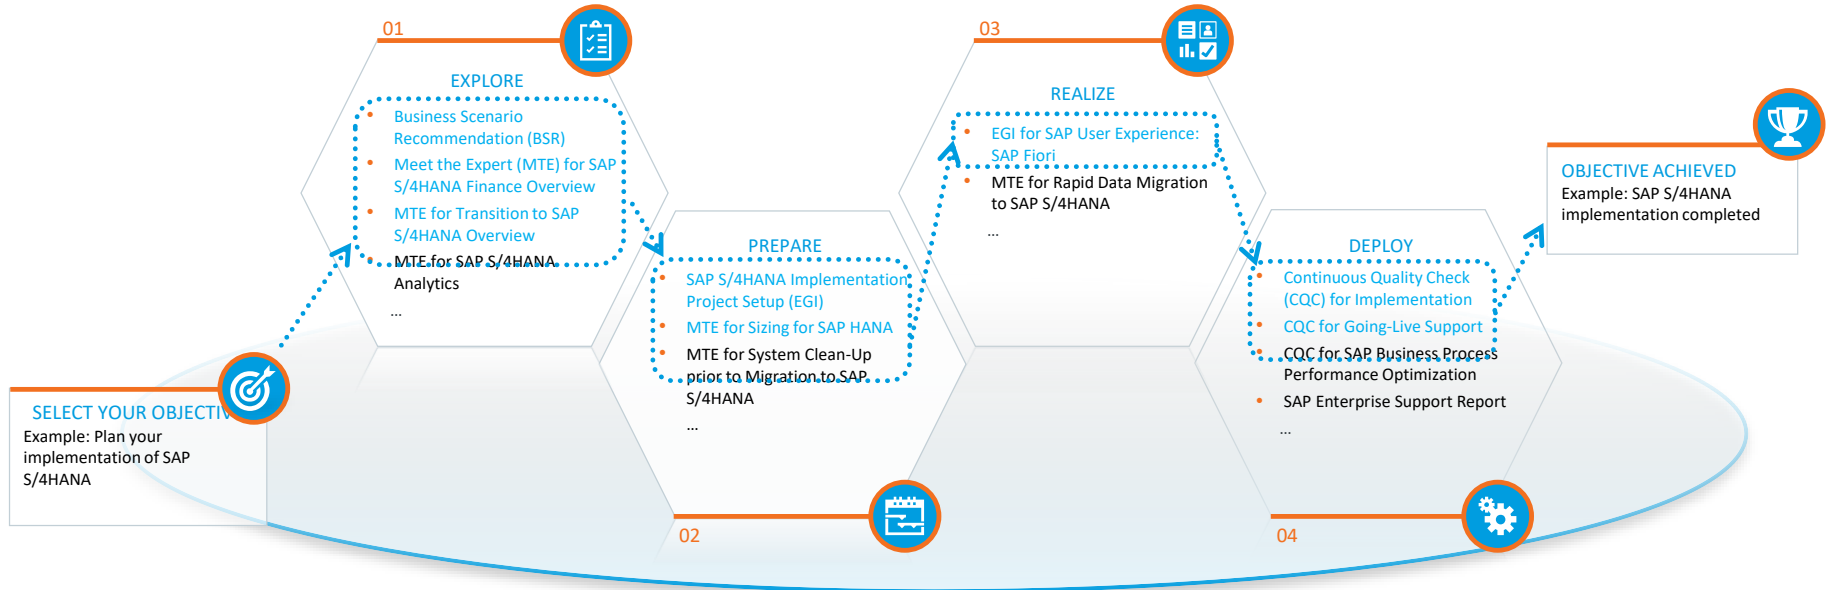 01
EXPLORE
• Business Scenario
Recommendation (BSR)
• Meet the Expert (MTE) for SAP
S/4HANA Finance Overview
• MTE for Transition to SAP
S/4HANA Overview
• MTE for SAP S/4HANA
Analytics
...
PREPARE
• SAP S/4HANA Implementation
Project Setup (EGI)
• MTE for Sizing for SAP HANA
• MTE for System Clean-Up
prior to Migration to SAP
S/4HANA
...
02
03
REALIZE
• EGI for SAP User Experience:
SAP Fiori
• MTE for Rapid Data Migration
to SAP S/4HANA
...
DEPLOY
• Continuous Quality Check
(CQC) for Implementation
• CQC for Going-Live Support
• CQC for SAP Business Process
Performance Optimization
• SAP Enterprise Support Report
...
04
SELECT YOUR OBJECTIV
Example: Plan your
implementation of SAP
S/4HANA
OBJECTIVE ACHIEVED
Example: SAP S/4HANA
implementation completed